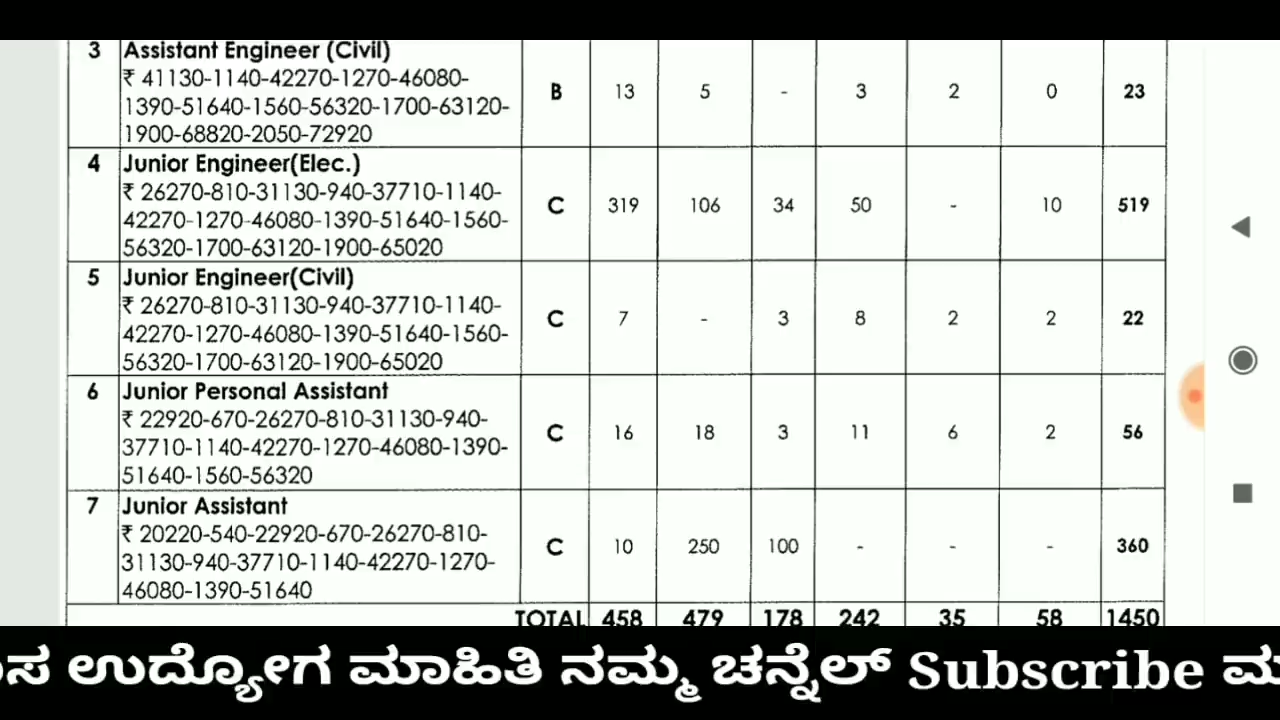 3 Assistant Engineer (Civil)
₹ 41130-1140-42270-1270-46080-
1390-51640-1560-56320-1700-63120-
1900-68820-2050-72920
B 13 5 - 3 2 0 23
4 Junior Engineer(Elec.)
₹ 26270-810-31130-940-37710-1140-
42270-1270-46080-1390-51640-1560-
56320-1700-63120-1900-65020
C 319 106 34 50 - 10 519
5 Junior Engineer(Civil)
₹ 26270-810-31130-940-37710-1140-
42270-1270-46080-1390-51640-1560-
56320-1700-63120-1900-65020
C 7 - 3 8 2 2 22
6 Junior Personal Assistant
₹ 22920-670-26270-810-31130-940-
37710-1140-42270-1270-46080-1390-
51640-1560-56320
C 16 18 3 11 6 2 56
7 Junior Assistant
₹ 20220-540-22920-670-26270-810-
31130-940-37710-1140-42270-1270-
46080-1390-51640
C 10 250 100 - - - 360
TOTAL 458 479 178 242 35 58 1450
ಉದ್ಯೋಗ ಮಾಹಿತಿ ನಮ್ಮ ಚನ್ನೆಲ್ Subscribe